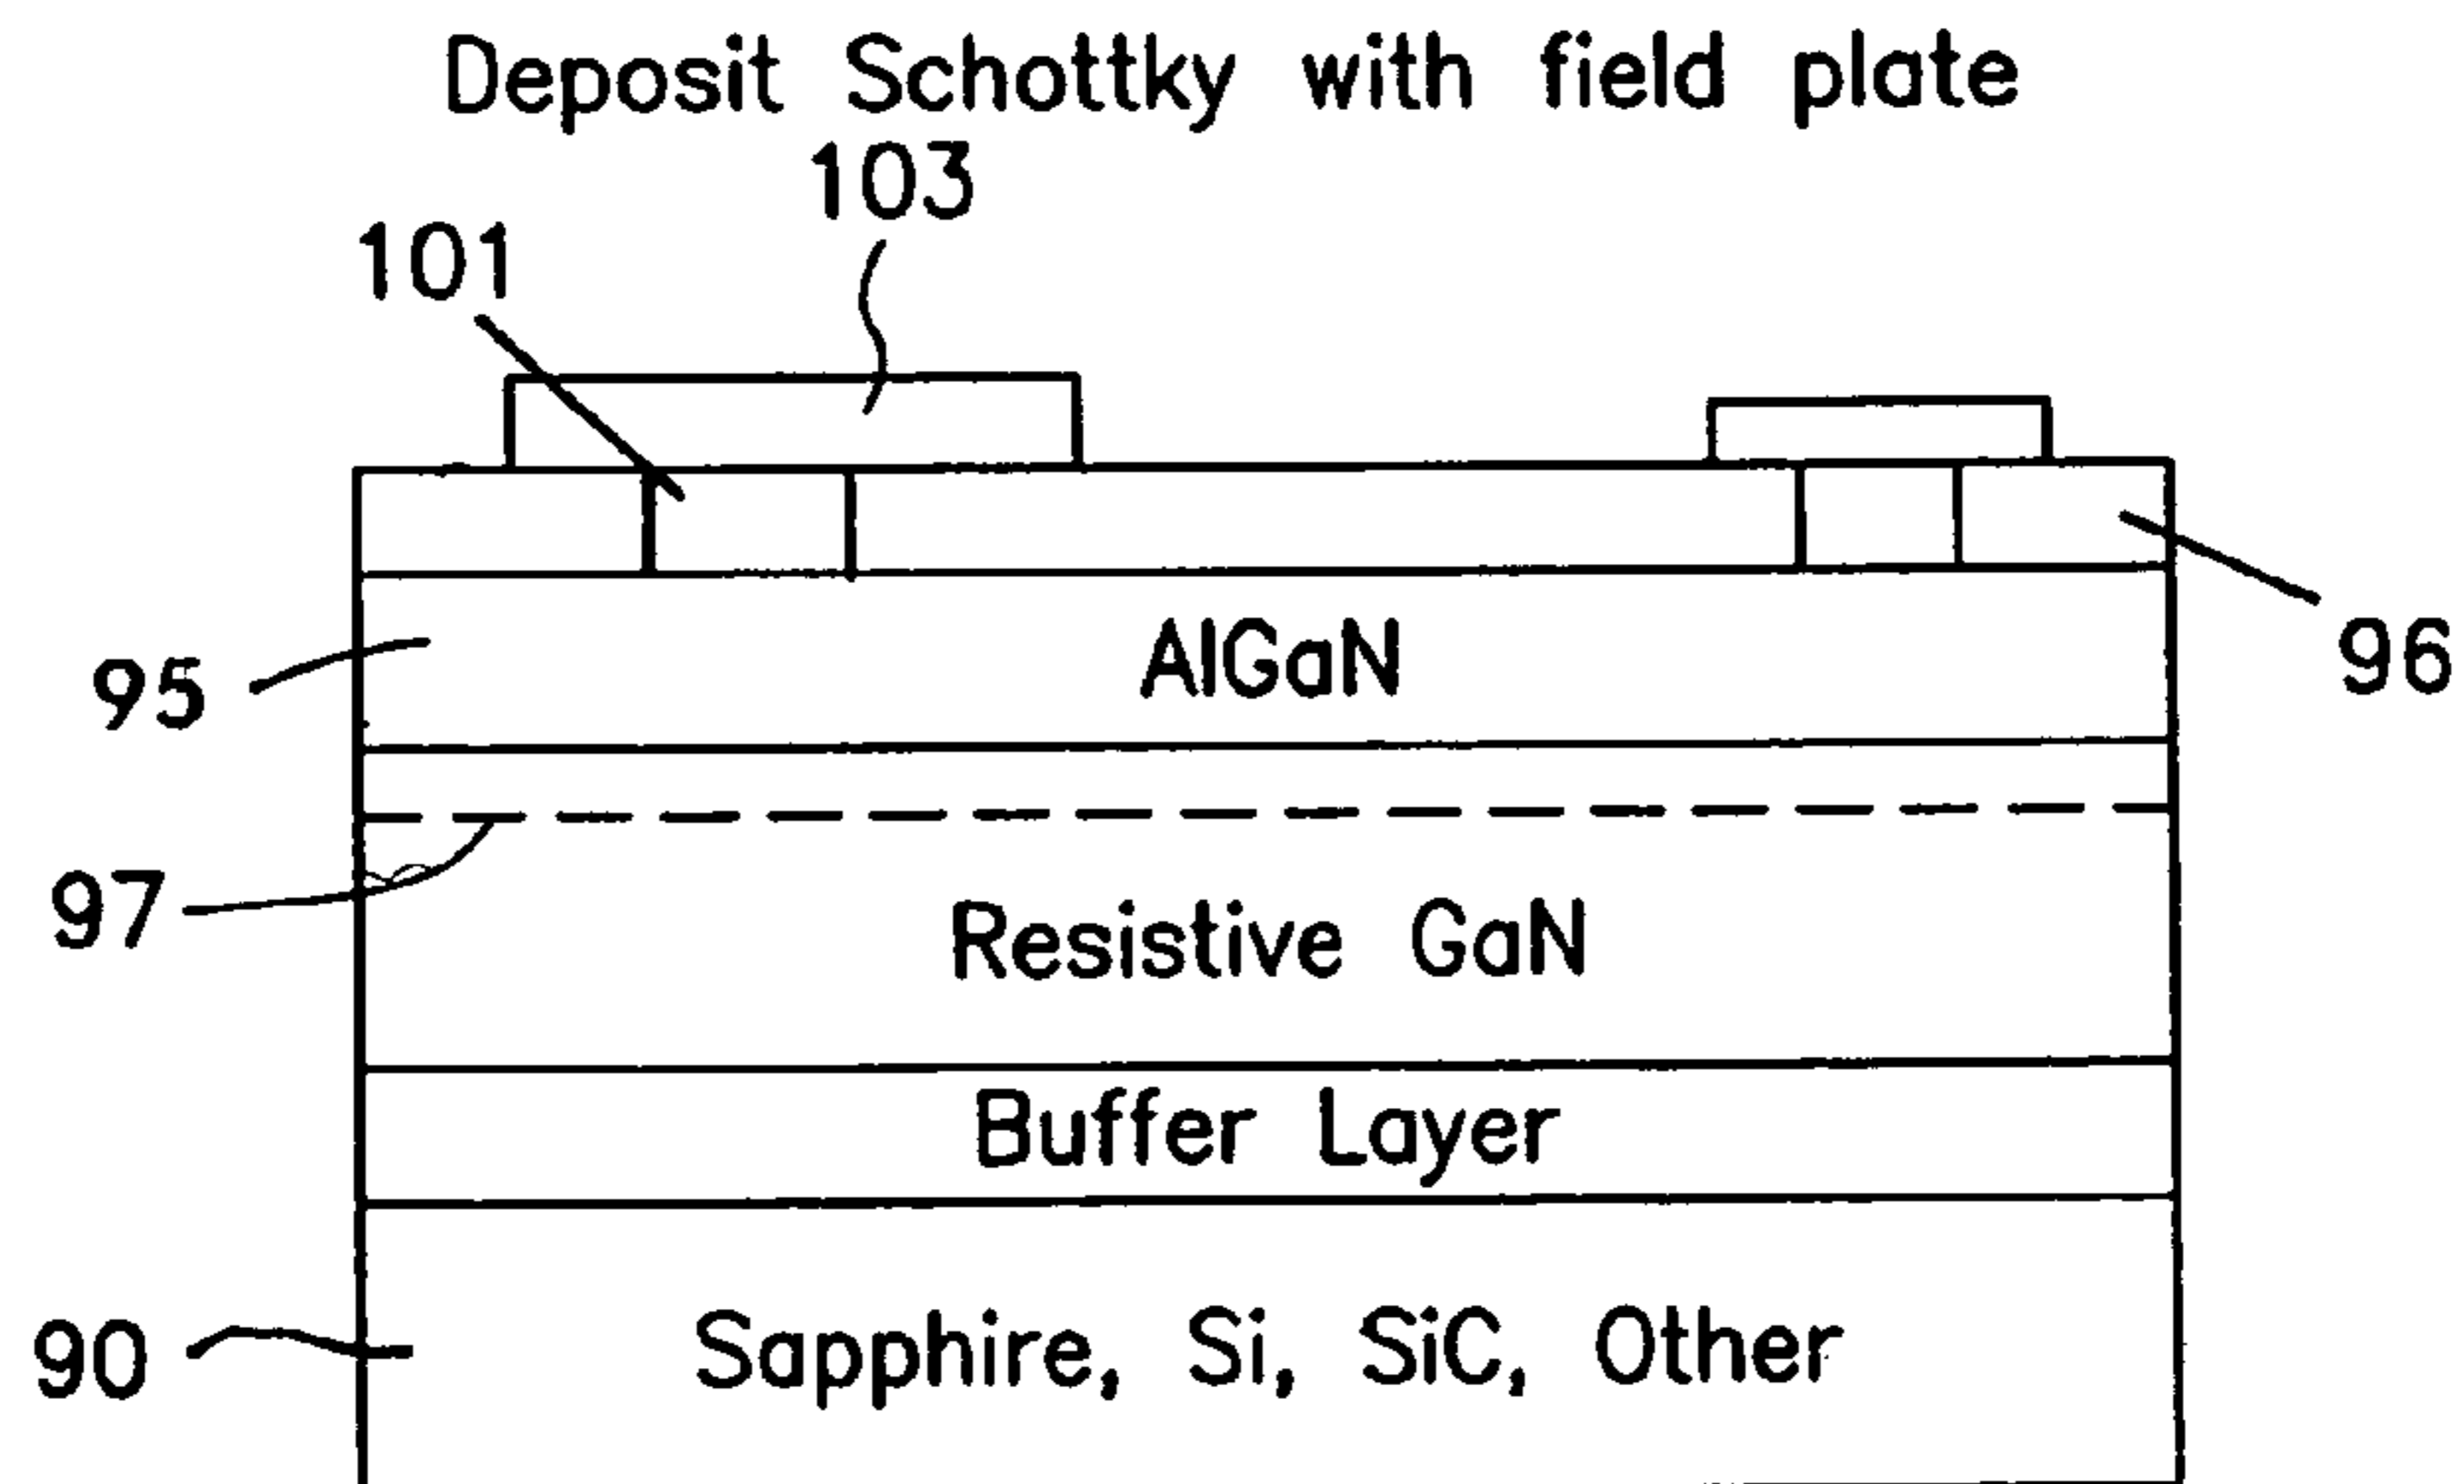 Deposit Schottky with field plate
103
101
AlGaN
95
96
97
Resistive GaN
Buffer Layer
90
Sapphire, Si, SiC, Other